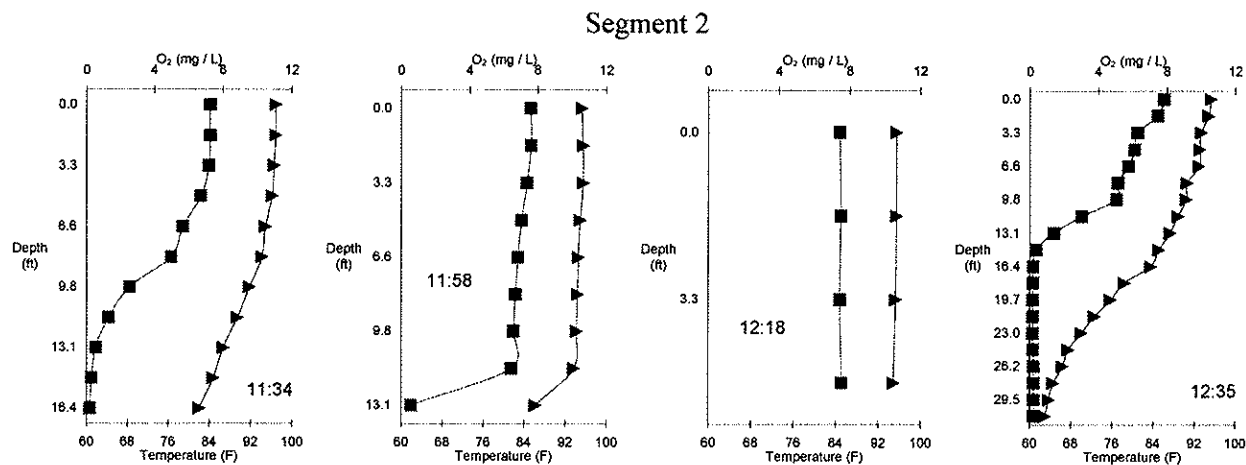 Segment 2
O₂ (mg / L)
0 4 8 12
0.0
3.3
6.6
Depth
(ft)
9.8
13.1
16.4
11:34
60 68 76 84 92 100
Temperature (F)
O₂ (mg / L)
0 4 8 12
0.0
3.3
6.6
Depth
(ft)
11:58
9.8
13.1
60 68 76 84 92 100
Temperature (F)
O₂ (mg / L)
0 4 8 12
0.0
Depth
(ft)
3.3
12:18
60 68 76 84 92 100
Temperature (F)
O₂ (mg / L)
0 4 8 12
0.0
3.3
6.6
9.8
13.1
Depth
(ft)
16.4
19.7
23.0
26.2
12:35
29.5
60 68 76 84 92 100
Temperature (F)